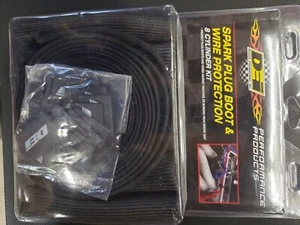 DEI
PERFORMANCE
PRODUCTS
SPARK PLUG BOOT &
WIRE PROTECTION
8 CYLINDER KIT
DEI